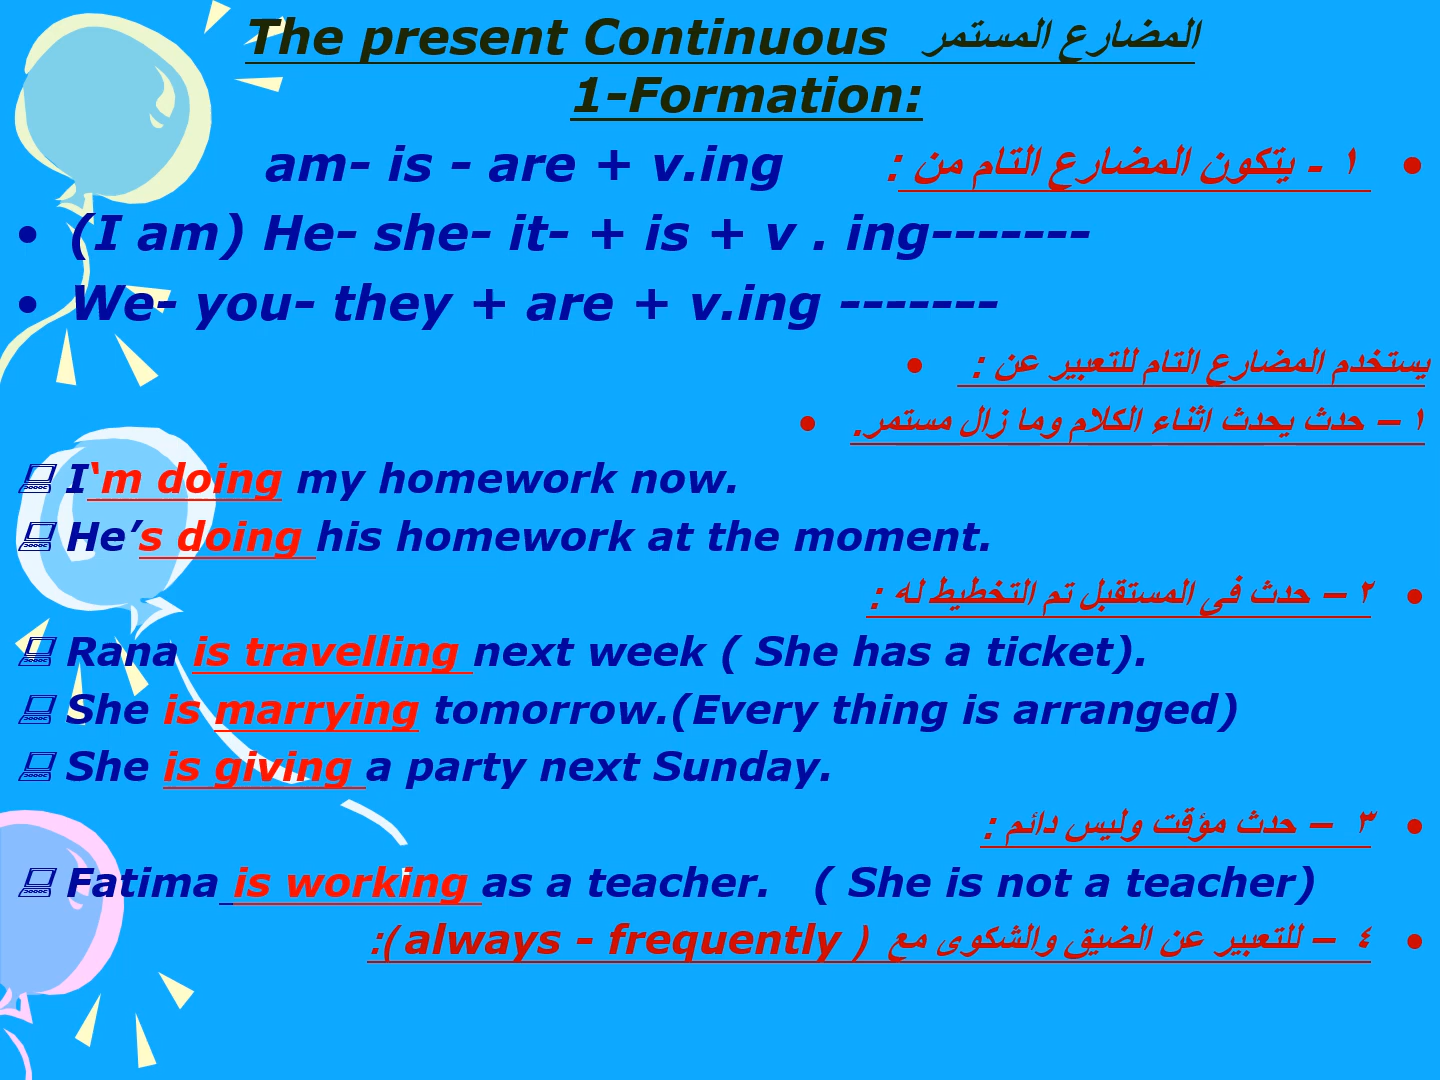 The present Continuous المضارع المستمر
1-Formation:
١ - يتكون المضارع التام من : am- is - are + v.ing
(I am) He- she- it- + is + v . ing-------
We- you- they + are + v.ing -------
يستخدم المضارع التام للتعبير عن :
١ – حدث يحدث اثناء الكلام وما زال مستمر.
I‘m doing my homework now.
He’s doing his homework at the moment.
٢ – حدث فى المستقبل تم التخطيط له :
Rana is travelling next week ( She has a ticket).
She is marrying tomorrow.(Every thing is arranged)
She is giving a party next Sunday.
٣ – حدث مؤقت وليس دائم :
Fatima is working as a teacher. ( She is not a teacher)
٤ – للتعبير عن الضيق والشكوى مع ( always - frequently ):